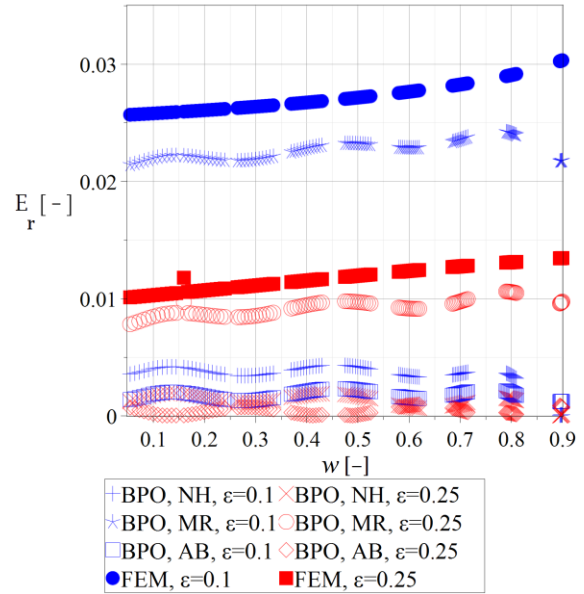 0.03
0.02
E_r [-]
0.01
0
0.1 0.2 0.3 0.4 0.5 0.6 0.7 0.8 0.9
w [-]
BPO, NH, ε=0.1 BPO, NH, ε=0.25
BPO, MR, ε=0.1 BPO, MR, ε=0.25
BPO, AB, ε=0.1 BPO, AB, ε=0.25
FEM, ε=0.1 FEM, ε=0.25